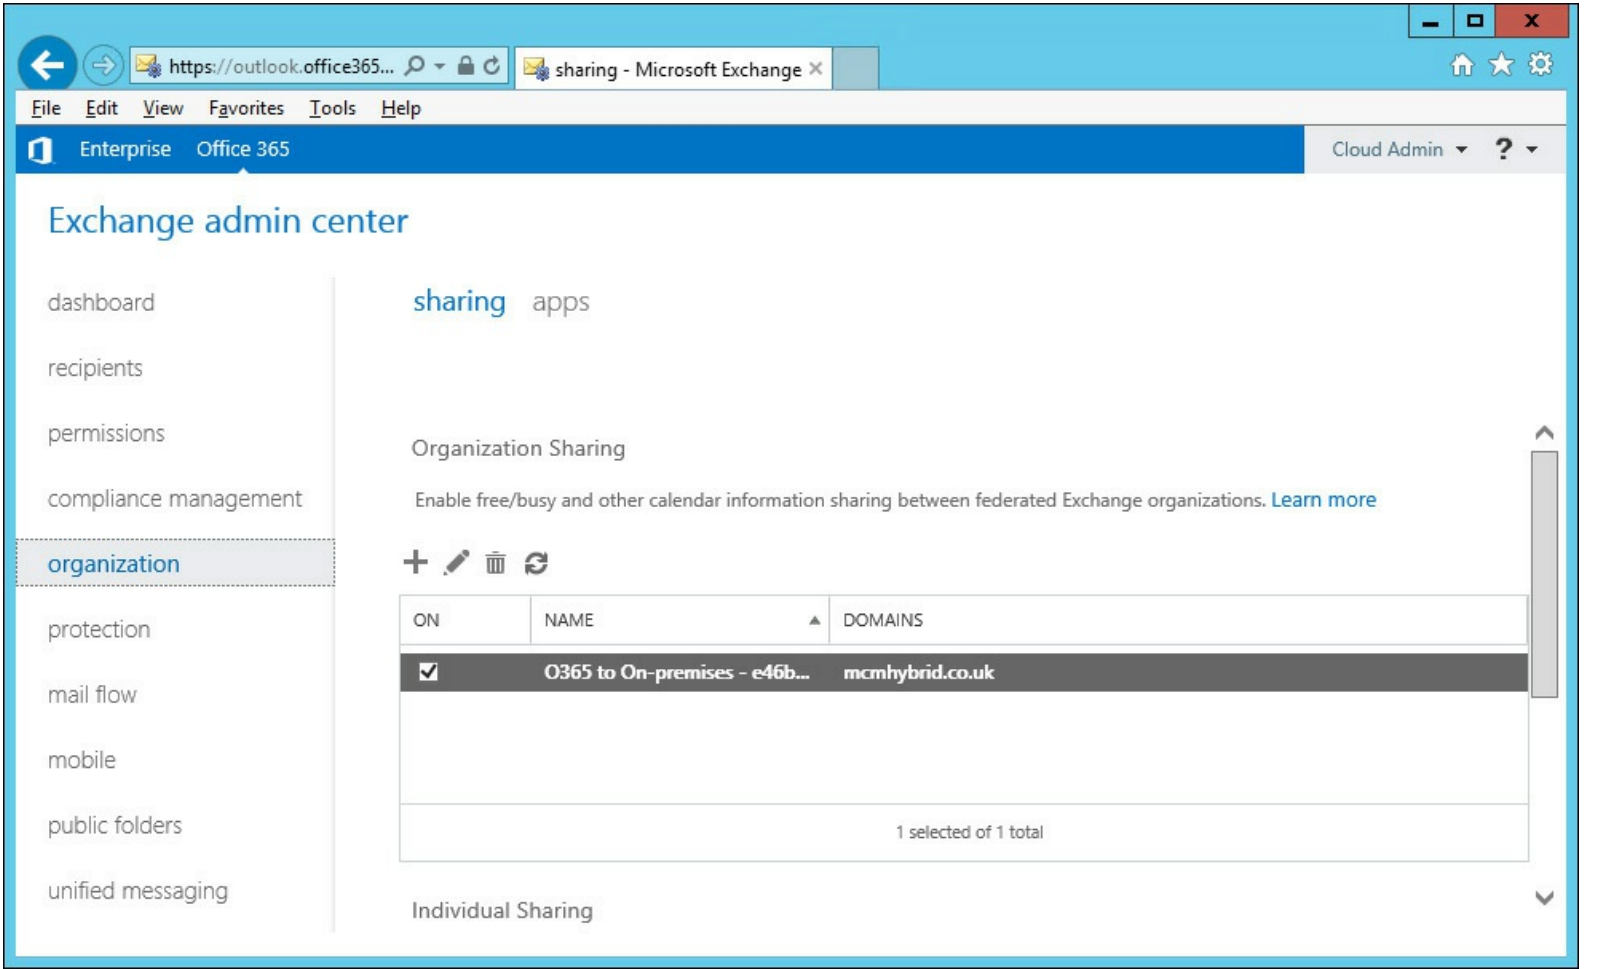 https://outlook.office365... sharing - Microsoft Exchange
File Edit View Favorites Tools Help
Enterprise Office 365 Cloud Admin ?
Exchange admin center
dashboard
recipients
permissions
compliance management
organization
protection
mail flow
mobile
public folders
unified messaging
sharing apps
Organization Sharing
Enable free/busy and other calendar information sharing between federated Exchange organizations. Learn more
ON NAME DOMAINS
O365 to On-premises - e46b... mcmhybrid.co.uk
1 selected of 1 total
Individual Sharing